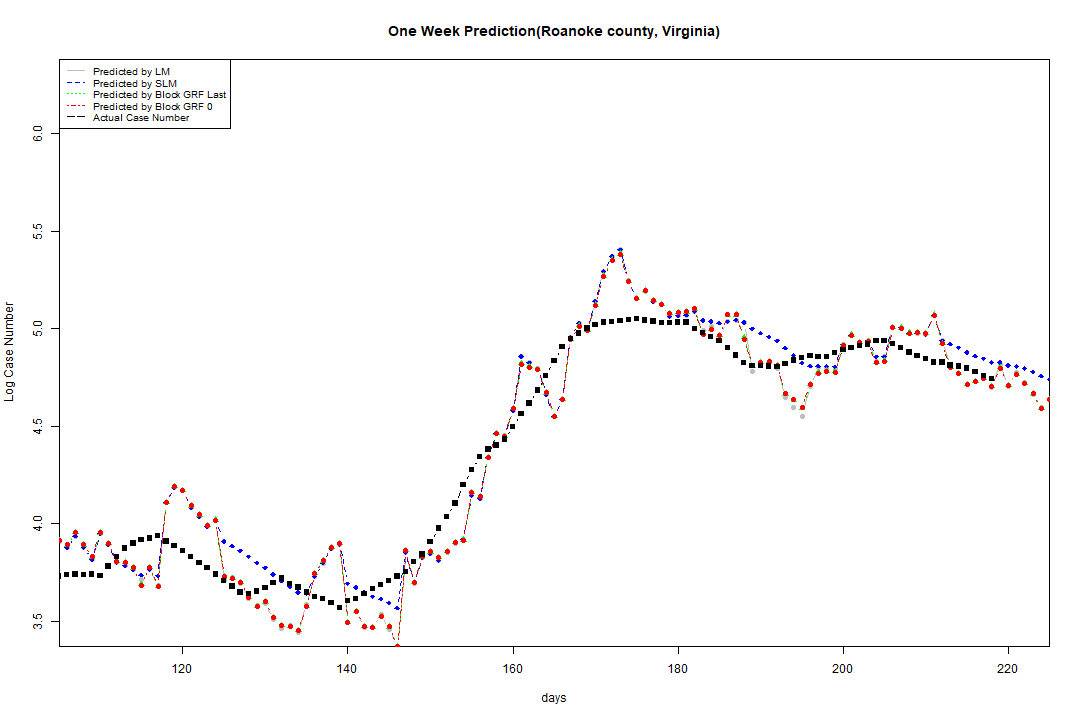 One Week Prediction(Roanoke county, Virginia)
Predicted by LM
Predicted by SLM
Predicted by Block GRF Last
Predicted by Block GRF 0
Actual Case Number
6.0
5.5
5.0
4.5
4.0
3.5
Log Case Number
120 140 160 180 200 220
days